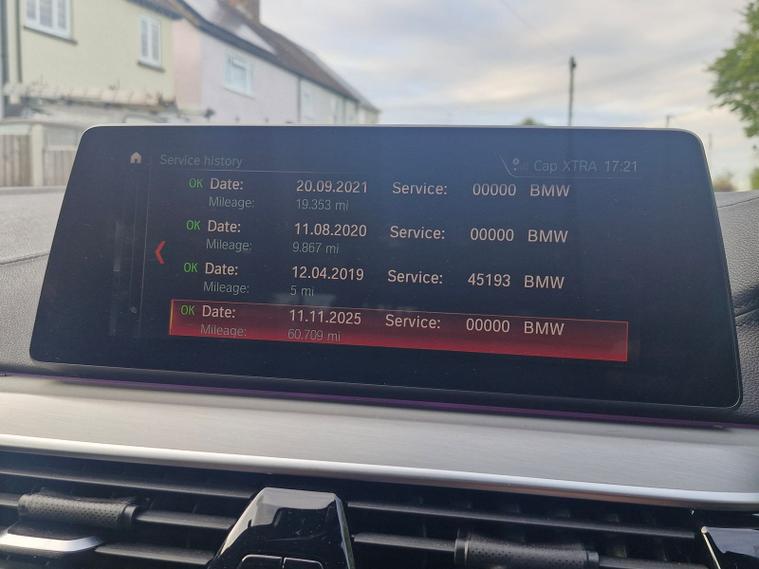 Service history Cap XTRA 17:21
OK Date: 20.09.2021 Service: 00000 BMW
Mileage: 19.353 mi
OK Date: 11.08.2020 Service: 00000 BMW
Mileage: 9.867 mi
OK Date: 12.04.2019 Service: 45193 BMW
Mileage: 5 mi
OK Date: 11.11.2025 Service: 00000 BMW
Mileage: 60.709 mi